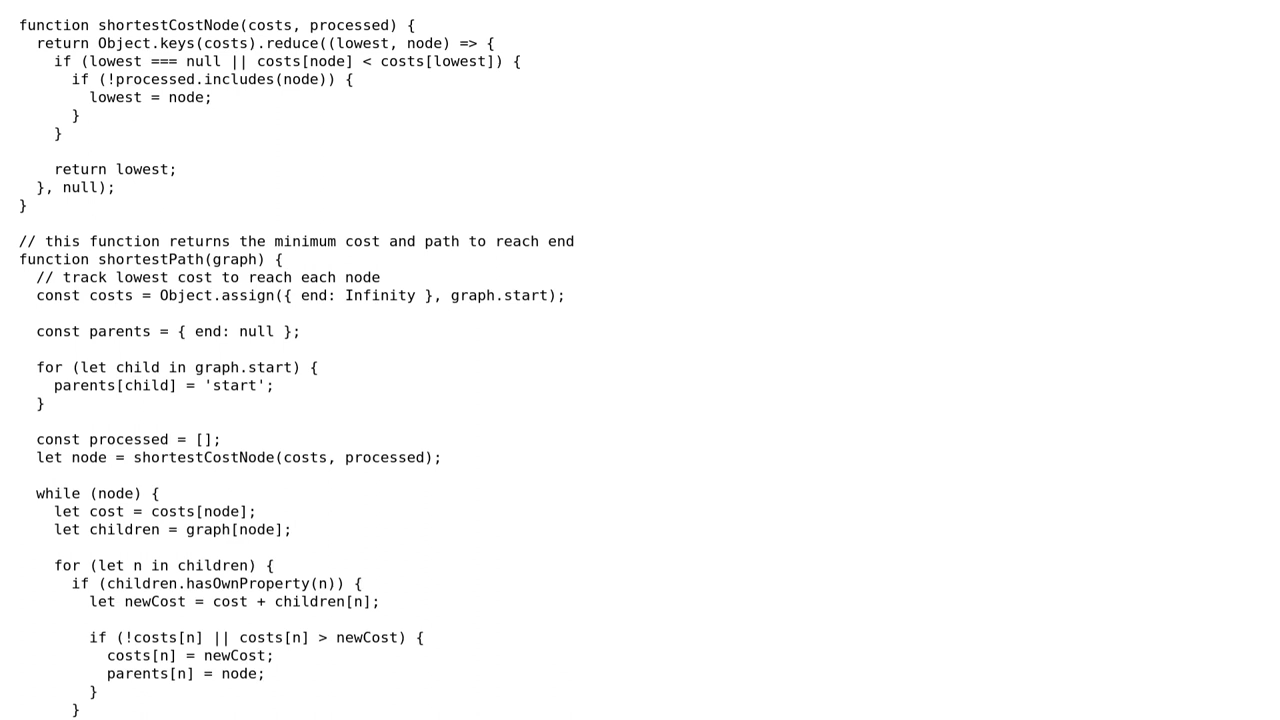 function shortestCostNode(costs, processed) {
  return Object.keys(costs).reduce((lowest, node) => {
    if (lowest === null || costs[node] < costs[lowest]) {
      if (!processed.includes(node)) {
        lowest = node;
      }
    }

    return lowest;
  }, null);
}

// this function returns the minimum cost and path to reach end
function shortestPath(graph) {
  // track lowest cost to reach each node
  const costs = Object.assign({ end: Infinity }, graph.start);

  const parents = { end: null };

  for (let child in graph.start) {
    parents[child] = 'start';
  }

  const processed = [];
  let node = shortestCostNode(costs, processed);

  while (node) {
    let cost = costs[node];
    let children = graph[node];

    for (let n in children) {
      if (children.hasOwnProperty(n)) {
        let newCost = cost + children[n];

        if (!costs[n] || costs[n] > newCost) {
          costs[n] = newCost;
          parents[n] = node;
        }
      }